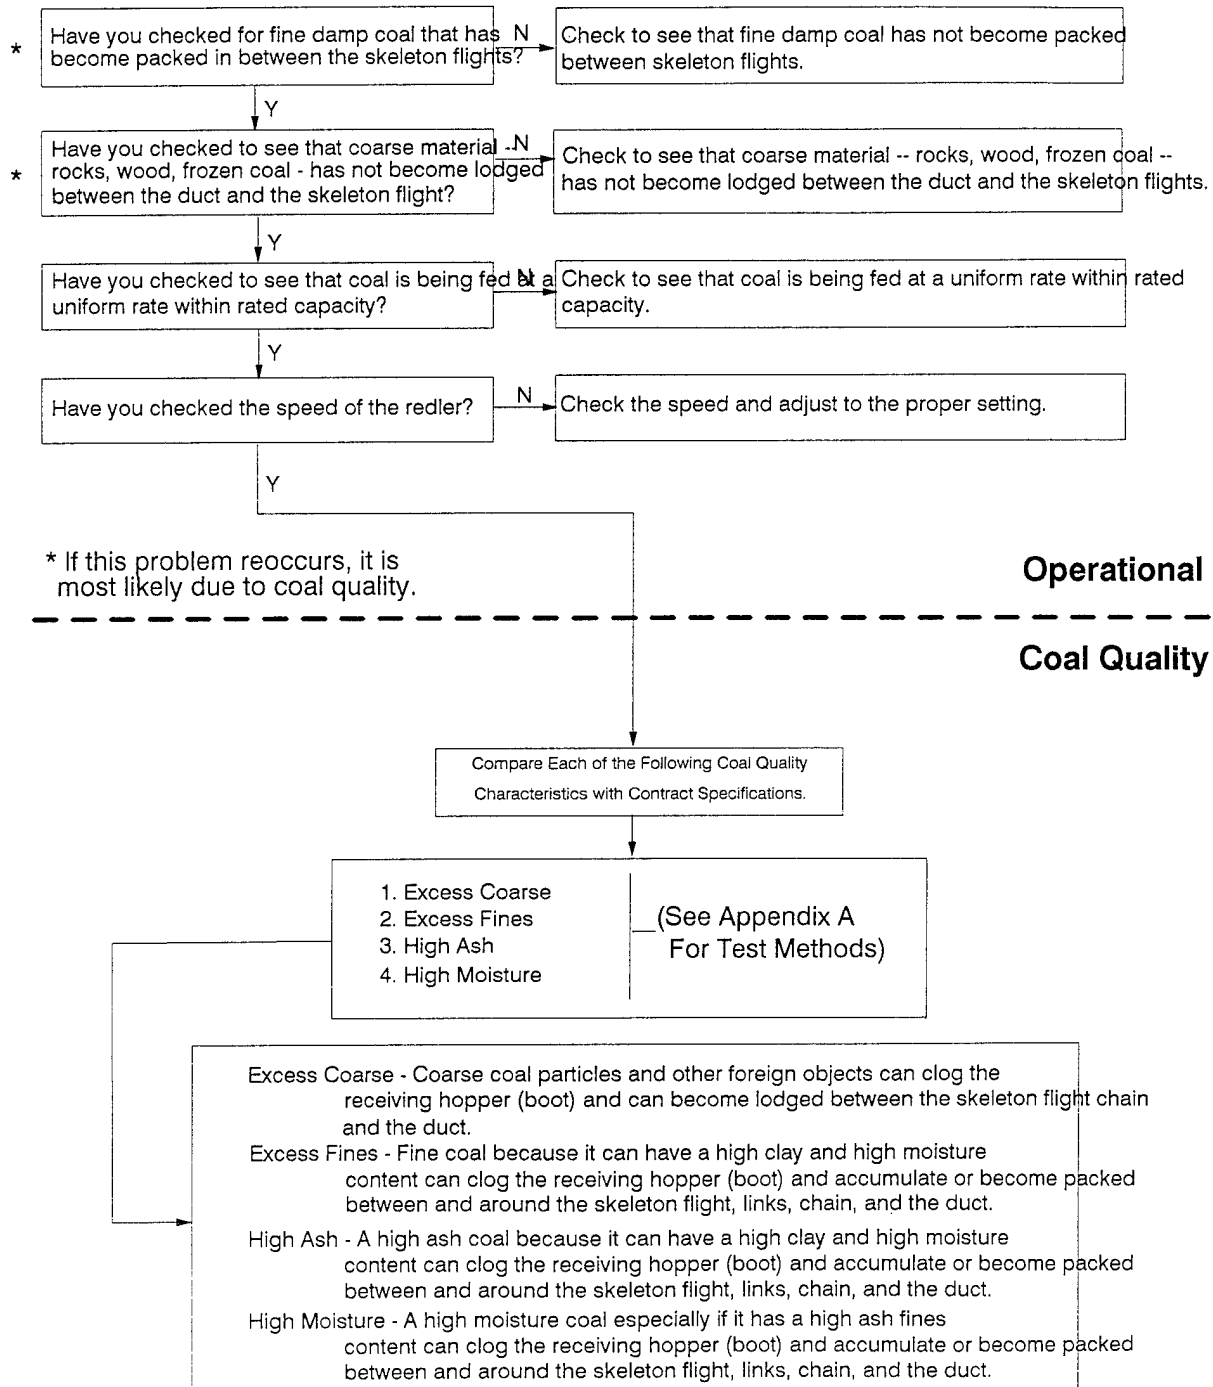 Have you checked for fine damp coal that has
become packed in between the skeleton flights?
N
Check to see that fine damp coal has not become packed
between skeleton flights.
*
Y
Have you checked to see that coarse material -
rocks, wood, frozen coal - has not become lodged
between the duct and the skeleton flight?
N
Check to see that coarse material -- rocks, wood, frozen coal --
has not become lodged between the duct and the skeleton flights.
*
Y
Have you checked to see that coal is being fed at a
uniform rate within rated capacity?
N
Check to see that coal is being fed at a uniform rate within rated
capacity.
Y
Have you checked the speed of the redler?
N
Check the speed and adjust to the proper setting.
Y
* If this problem reoccurs, it is
most likely due to coal quality.
Operational
Coal Quality
Compare Each of the Following Coal Quality
Characteristics with Contract Specifications.
1. Excess Coarse
2. Excess Fines
3. High Ash
4. High Moisture
(See Appendix A
For Test Methods)
Excess Coarse - Coarse coal particles and other foreign objects can clog the
receiving hopper (boot) and can become lodged between the skeleton flight chain
and the duct.
Excess Fines - Fine coal because it can have a high clay and high moisture
content can clog the receiving hopper (boot) and accumulate or become packed
between and around the skeleton flight, links, chain, and the duct.
High Ash - A high ash coal because it can have a high clay and high moisture
content can clog the receiving hopper (boot) and accumulate or become packed
between and around the skeleton flight, links, chain, and the duct.
High Moisture - A high moisture coal especially if it has a high ash fines
content can clog the receiving hopper (boot) and accumulate or become packed
between and around the skeleton flight, links, chain, and the duct.